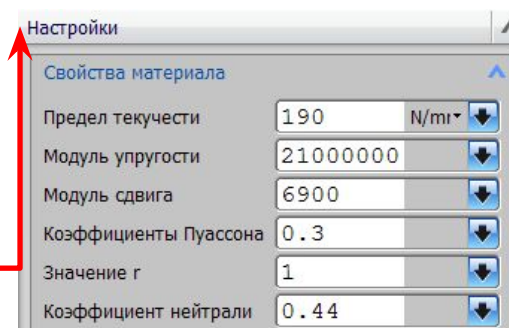 Настройки
Свойства материала
Предел текучести 190 N/mr
Модуль упругости 21000000
Модуль сдвига 6900
Коэффициенты Пуассона 0.3
Значение r 1
Коэффициент нейтрали 0.44